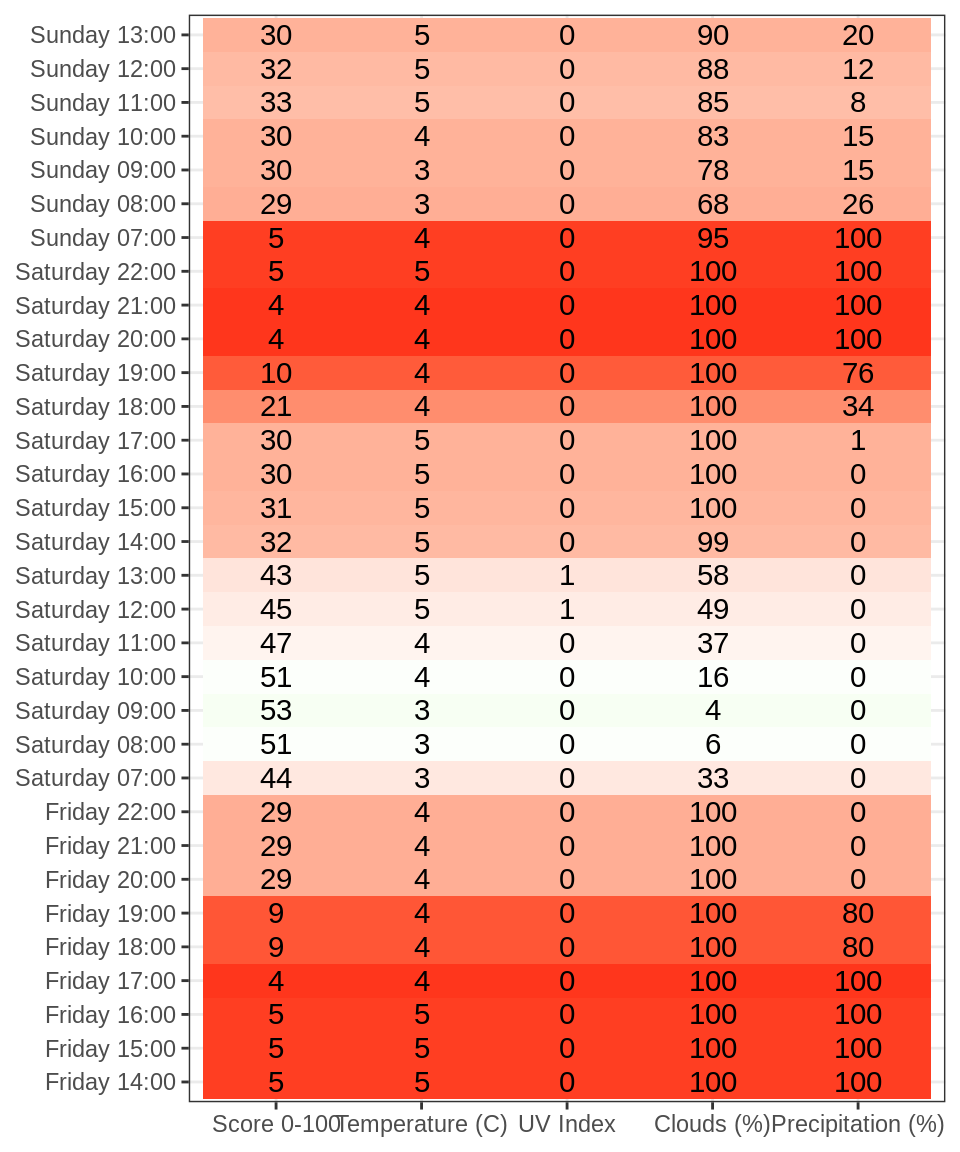 Sunday 13:00 30 5 0 90 20
Sunday 12:00 32 5 0 88 12
Sunday 11:00 33 5 0 85 8
Sunday 10:00 30 4 0 83 15
Sunday 09:00 30 3 0 78 15
Sunday 08:00 29 3 0 68 26
Sunday 07:00 5 4 0 95 100
Saturday 22:00 5 5 0 100 100
Saturday 21:00 4 4 0 100 100
Saturday 20:00 4 4 0 100 100
Saturday 19:00 10 4 0 100 76
Saturday 18:00 21 4 0 100 34
Saturday 17:00 30 5 0 100 1
Saturday 16:00 30 5 0 100 0
Saturday 15:00 31 5 0 100 0
Saturday 14:00 32 5 0 99 0
Saturday 13:00 43 5 1 58 0
Saturday 12:00 45 5 1 49 0
Saturday 11:00 47 4 0 37 0
Saturday 10:00 51 4 0 16 0
Saturday 09:00 53 3 0 4 0
Saturday 08:00 51 3 0 6 0
Saturday 07:00 44 3 0 33 0
Friday 22:00 29 4 0 100 0
Friday 21:00 29 4 0 100 0
Friday 20:00 29 4 0 100 0
Friday 19:00 9 4 0 100 80
Friday 18:00 9 4 0 100 80
Friday 17:00 4 4 0 100 100
Friday 16:00 5 5 0 100 100
Friday 15:00 5 5 0 100 100
Friday 14:00 5 5 0 100 100
Score 0-100 Temperature (C) UV Index Clouds (%) Precipitation (%)